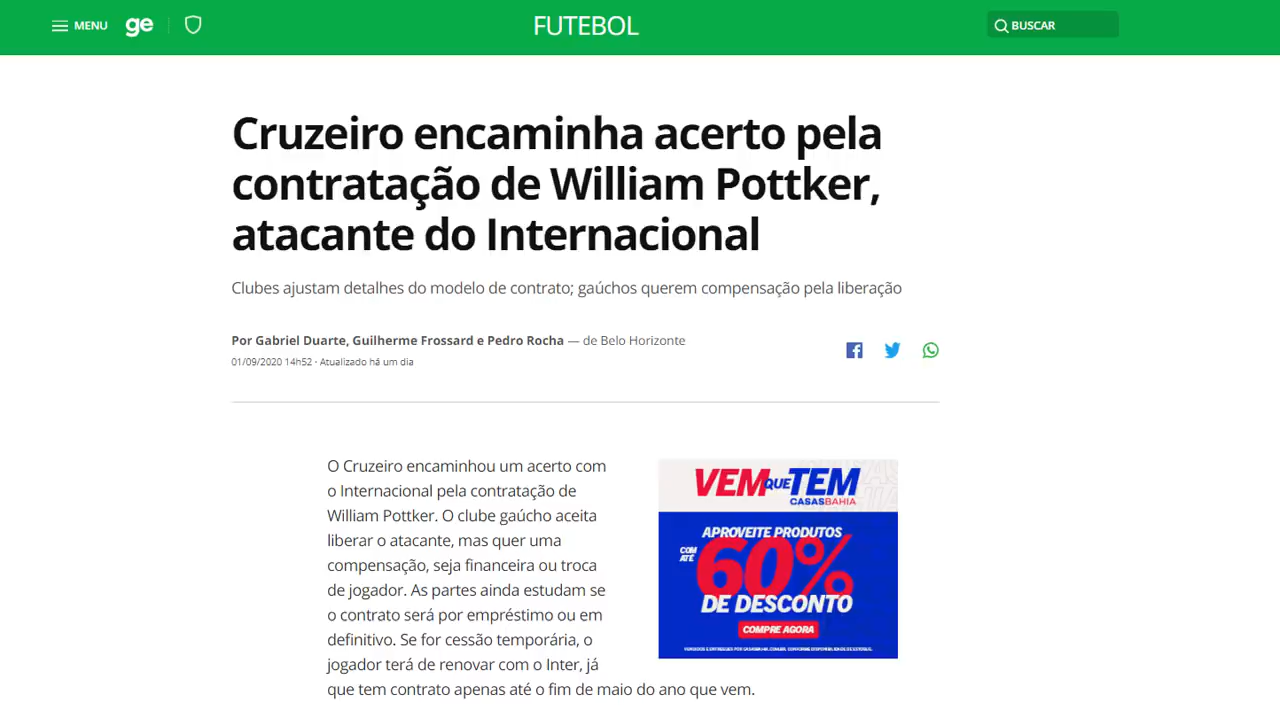 MENU
ge
FUTEBOL
BUSCAR
Cruzeiro encaminha acerto pela
contratação de William Pottker,
atacante do Internacional
Clubes ajustam detalhes do modelo de contrato; gaúchos querem compensação pela liberação
Por Gabriel Duarte, Guilherme Frossard e Pedro Rocha — de Belo Horizonte
01/09/2020 14h52 · Atualizado há um dia
O Cruzeiro encaminhou um acerto com
o Internacional pela contratação de
William Pottker. O clube gaúcho aceita
liberar o atacante, mas quer uma
compensação, seja financeira ou troca
de jogador. As partes ainda estudam se
o contrato será por empréstimo ou em
definitivo. Se for cessão temporária, o
jogador terá de renovar com o Inter, já
que tem contrato apenas até o fim de maio do ano que vem.
VEM QUE TEM
CASASBAHIA
APROVEITE PRODUTOS
COM ATÉ
60%
DE DESCONTO
COMPRE AGORA